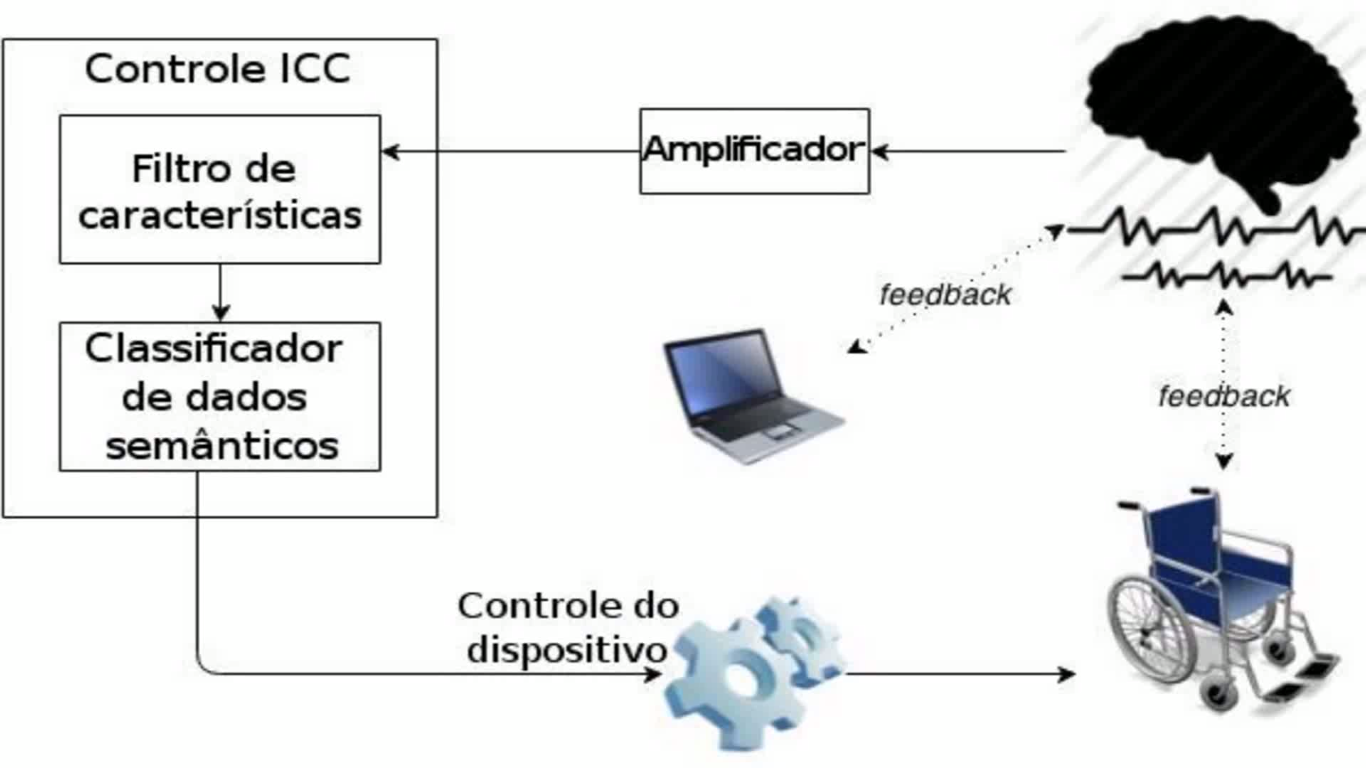 Controle ICC
Filtro de
características
Classificador
de dados
semânticos
Amplificador
feedback
feedback
Controle do
dispositivo